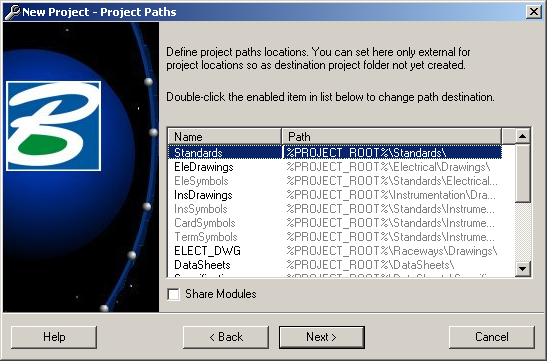 New Project - Project Paths
Define project paths locations. You can set here only external for
project locations so as destination project folder not yet created.
Double-click the enabled item in list below to change path destination.
Name Path
Standards %PROJECT_ROOT%\Standards\
EleDrawings %PROJECT_ROOT%\Electrical\Drawings\
EleSymbols %PROJECT_ROOT%\Standards\Electrical...
InsDrawings %PROJECT_ROOT%\Instrumentation\Dra...
InsSymbols %PROJECT_ROOT%\Standards\Instrume...
CardSymbols %PROJECT_ROOT%\Standards\Instrume...
TermSymbols %PROJECT_ROOT%\Standards\Instrume...
ELECT_DWG %PROJECT_ROOT%\Raceways\Drawings\
DataSheets %PROJECT_ROOT%\DataSheets\
Share Modules
Help < Back Next > Cancel